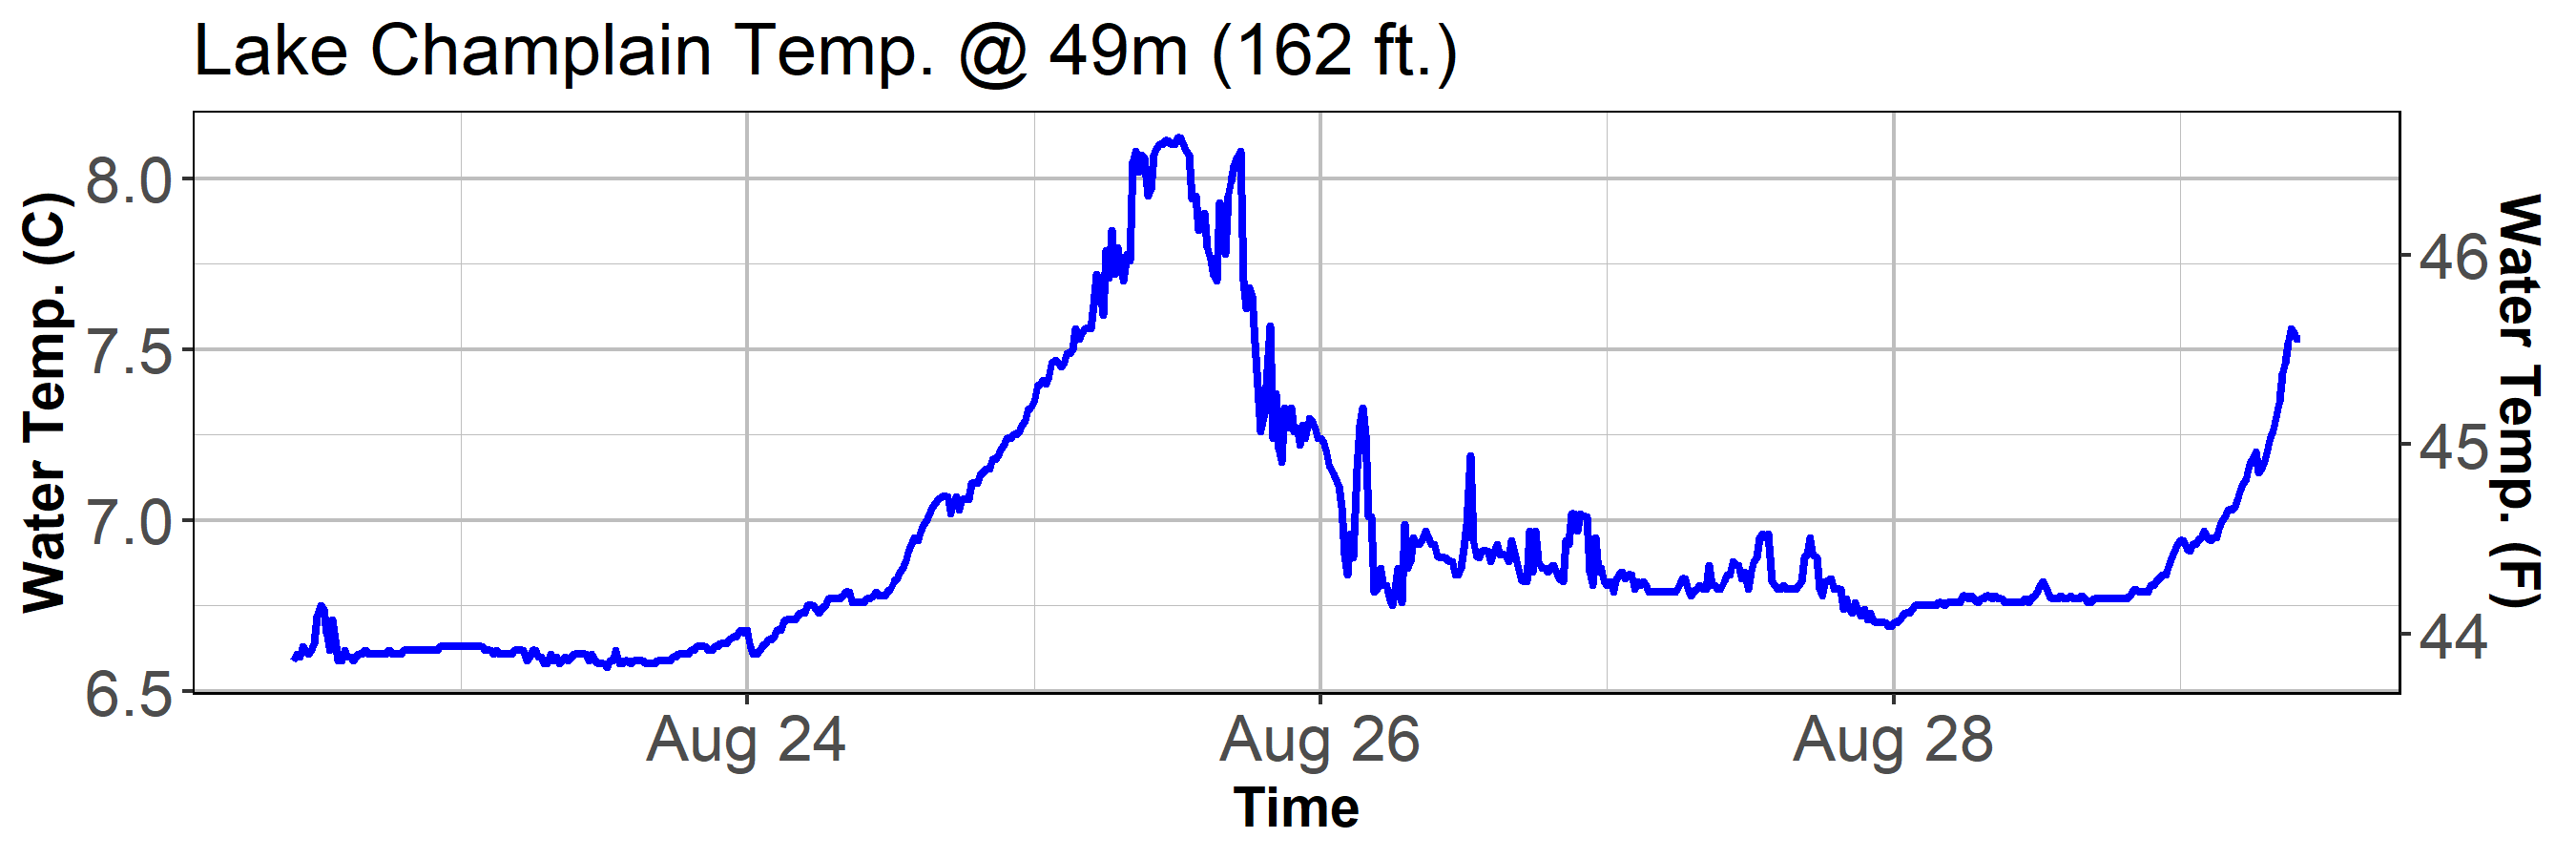 Lake Champlain Temp. @ 49m (162 ft.)
Water Temp. (C)
8.0
7.5
7.0
6.5
46
45
44
Water Temp. (F)
Aug 24
Aug 26
Aug 28
Time